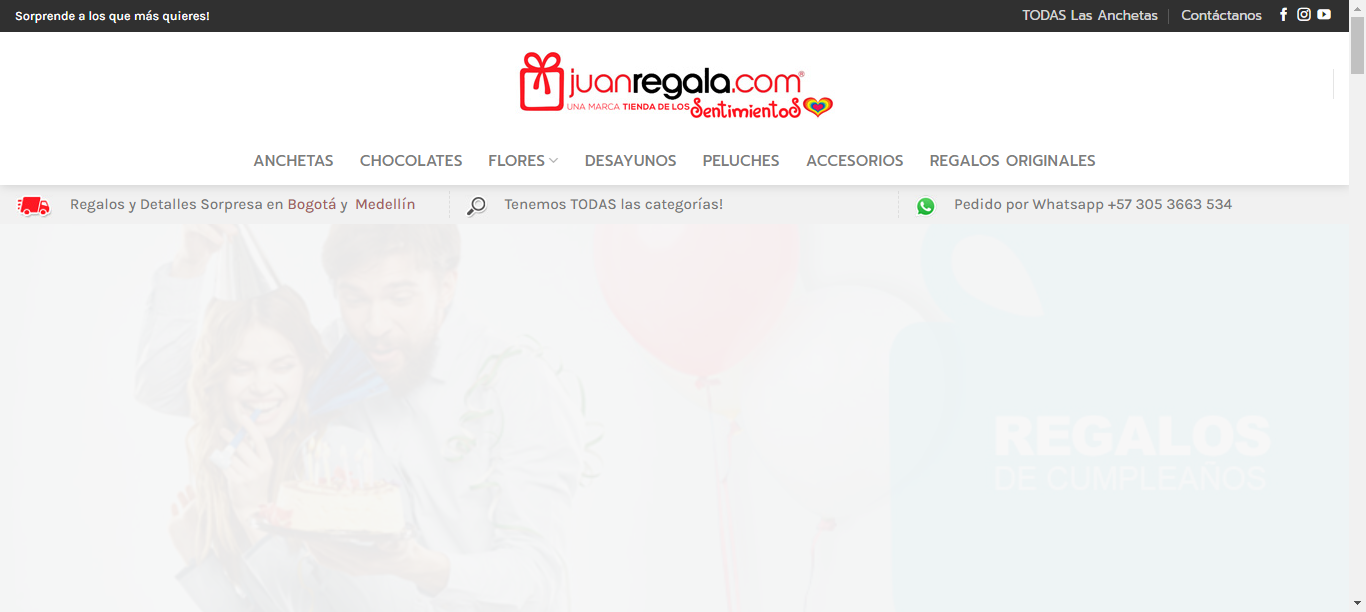 Sorprende a los que más quieres!
TODAS Las Anchetas
Contáctanos
juanregala.com®
UNA MARCA TIENDA DE LOS SentimientoS
ANCHETAS
CHOCOLATES
FLORES
DESAYUNOS
PELUCHES
ACCESORIOS
REGALOS ORIGINALES
Regalos y Detalles Sorpresa en Bogotá y Medellín
Tenemos TODAS las categorías!
Pedido por Whatsapp +57 305 3663 534
REGALOS
DE CUMPLEAÑOS